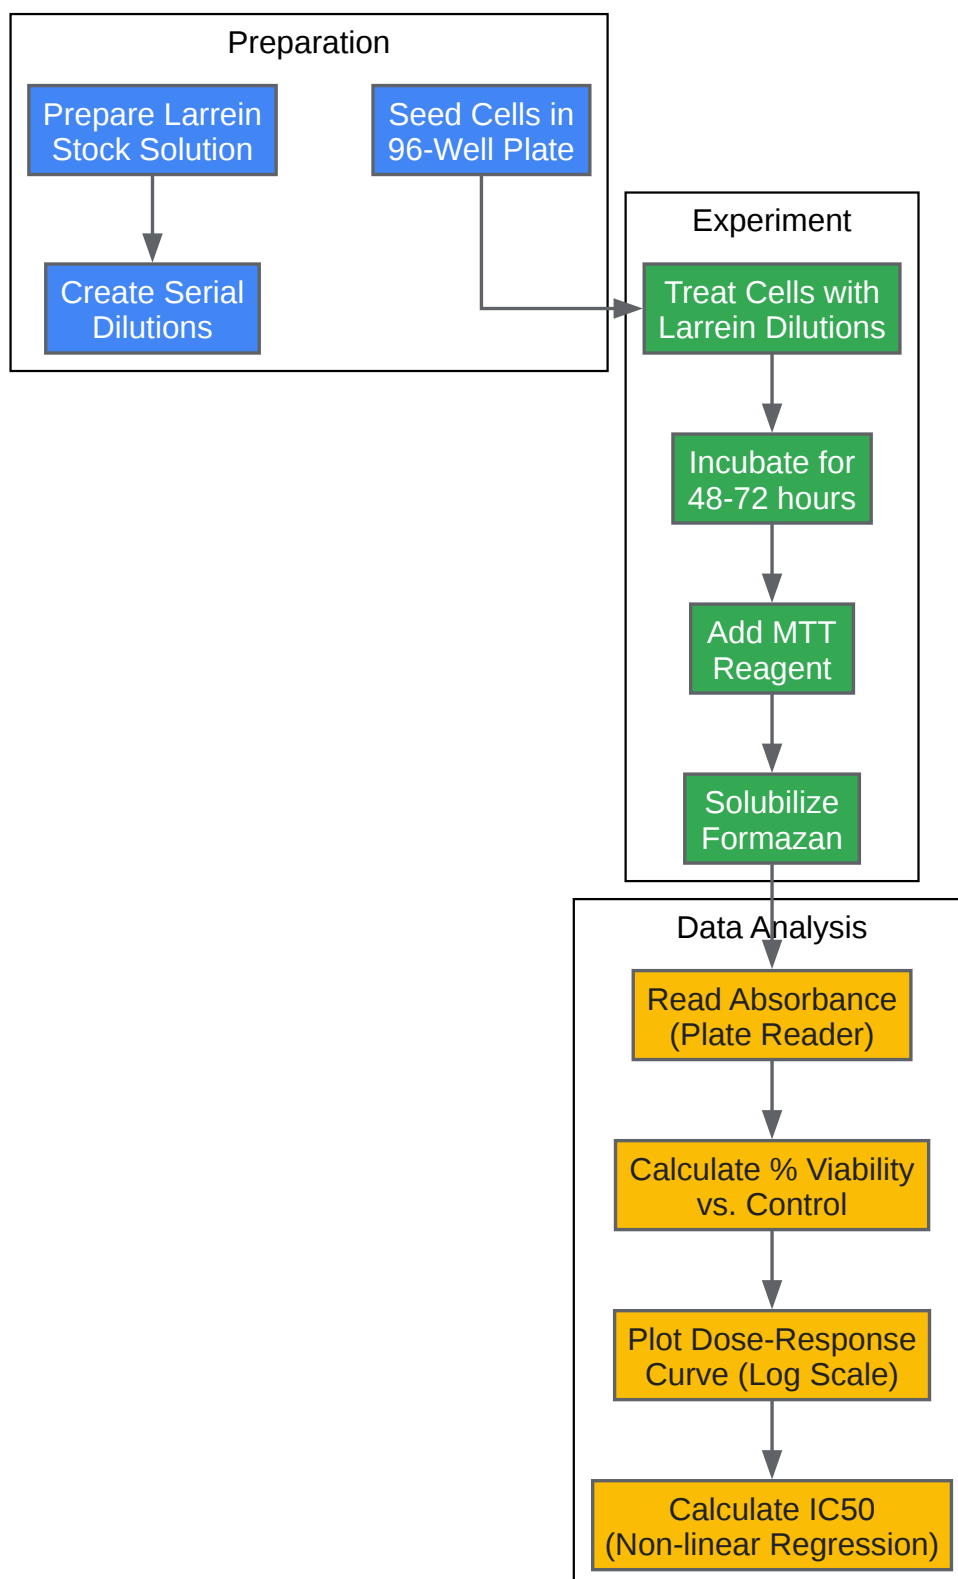 Preparation
Prepare Larrein
Stock Solution
Seed Cells in
96-Well Plate
Create Serial
Dilutions
Experiment
Treat Cells with
Larrein Dilutions
Incubate for
48-72 hours
Add MTT
Reagent
Solubilize
Formazan
Data Analysis
Read Absorbance
(Plate Reader)
Calculate % Viability
vs. Control
Plot Dose-Response
Curve (Log Scale)
Calculate IC50
(Non-linear Regression)